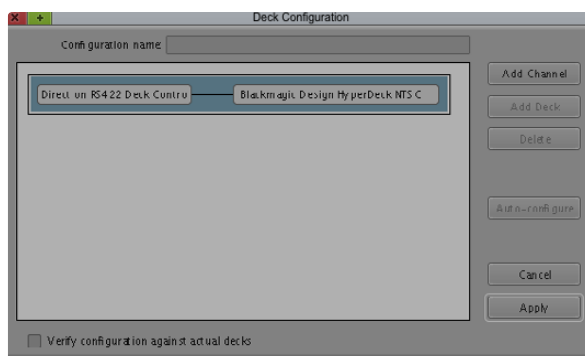 Deck Configuration
Configuration name
Add Channel
Direct on RS422 Deck Contro
Blackmagic Design HyperDeck NTSC
Add Deck
Delete
Auto-configure
Cancel
Apply
Verify configuration against actual decks